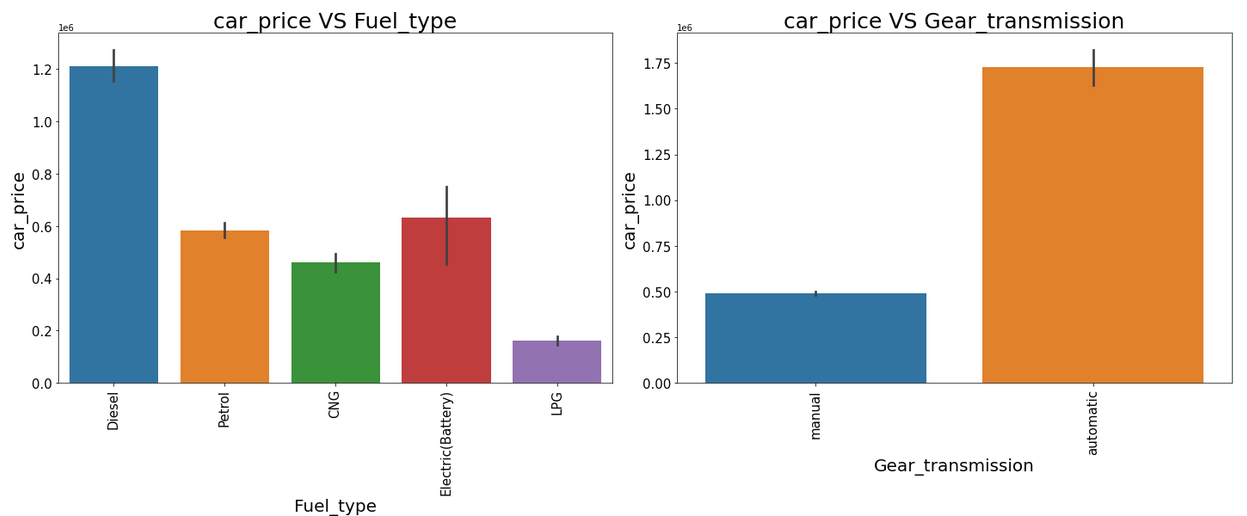 car_price VS Fuel_type
1e6
1.2
1.0
0.8
0.6
0.4
0.2
0.0
car_price
Diesel
Petrol
CNG
Electric(Battery)
LPG
Fuel_type
car_price VS Gear_transmission
1e6
1.75
1.50
1.25
1.00
0.75
0.50
0.25
0.00
car_price
manual
automatic
Gear_transmission